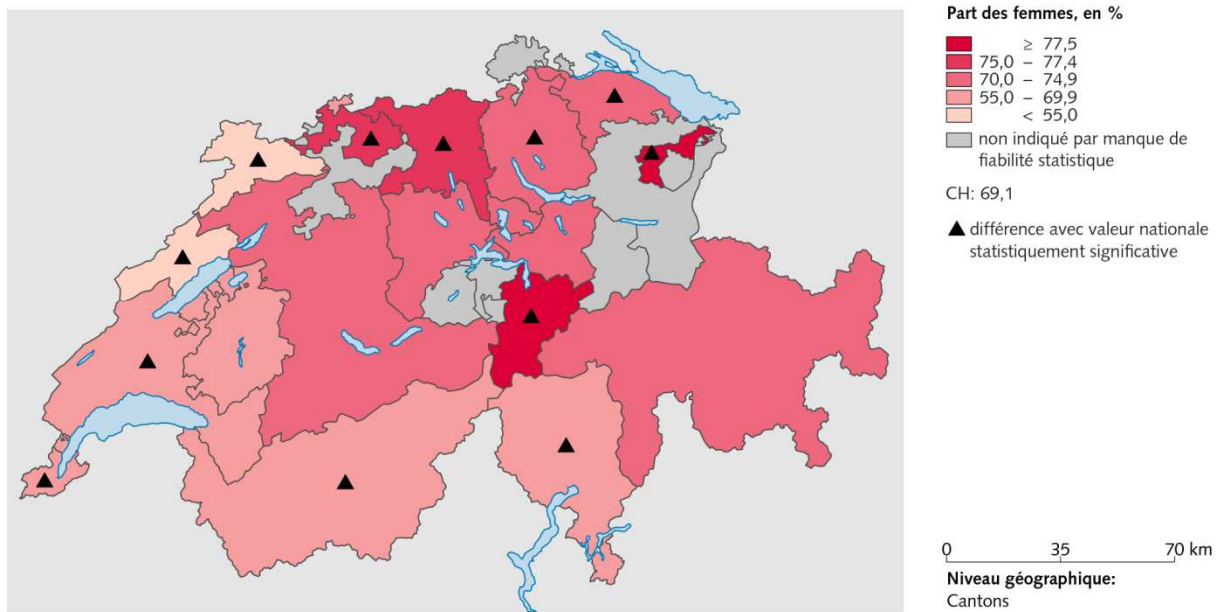 Part des femmes, en %
≥ 77,5
75,0 – 77,4
70,0 – 74,9
55,0 – 69,9
< 55,0
non indiqué par manque de
fiabilité statistique
CH: 69,1
▲ différence avec valeur nationale
statistiquement significative
0 35 70 km
Niveau géographique:
Cantons